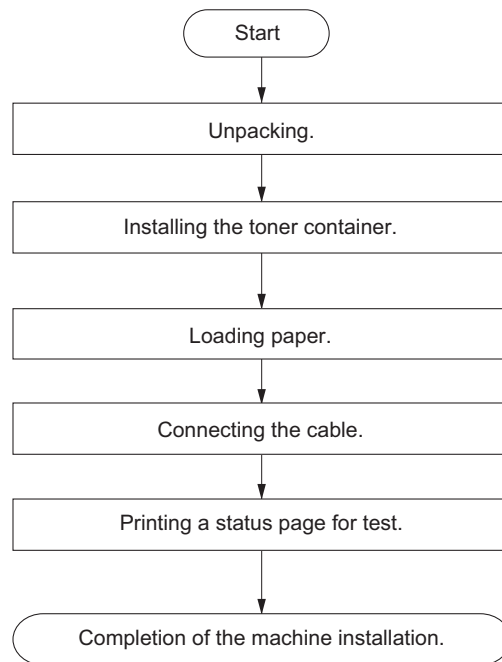 Start
Unpacking.
Installing the toner container.
Loading paper.
Connecting the cable.
Printing a status page for test.
Completion of the machine installation.